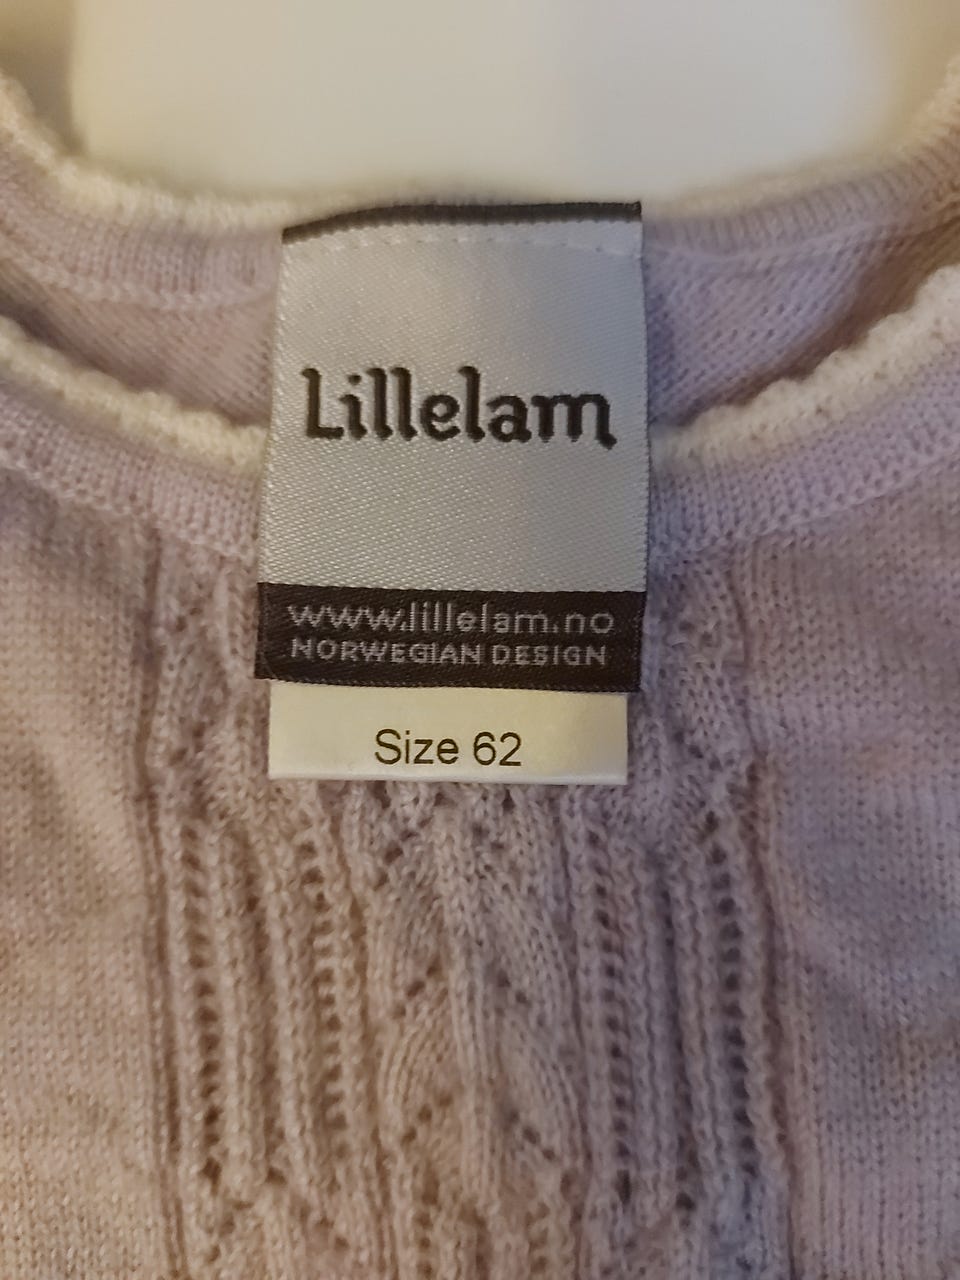 Lillelam
www.lillelam.no
NORWEGIAN DESIGN
Size 62